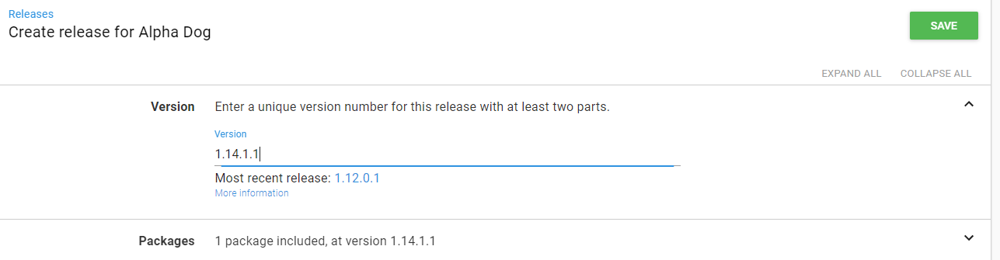 Releases
Create release for Alpha Dog
SAVE
EXPAND ALL COLLAPSE ALL
Version Enter a unique version number for this release with at least two parts.
Version
1.14.1.1
Most recent release: 1.12.0.1
More information
Packages 1 package included, at version 1.14.1.1